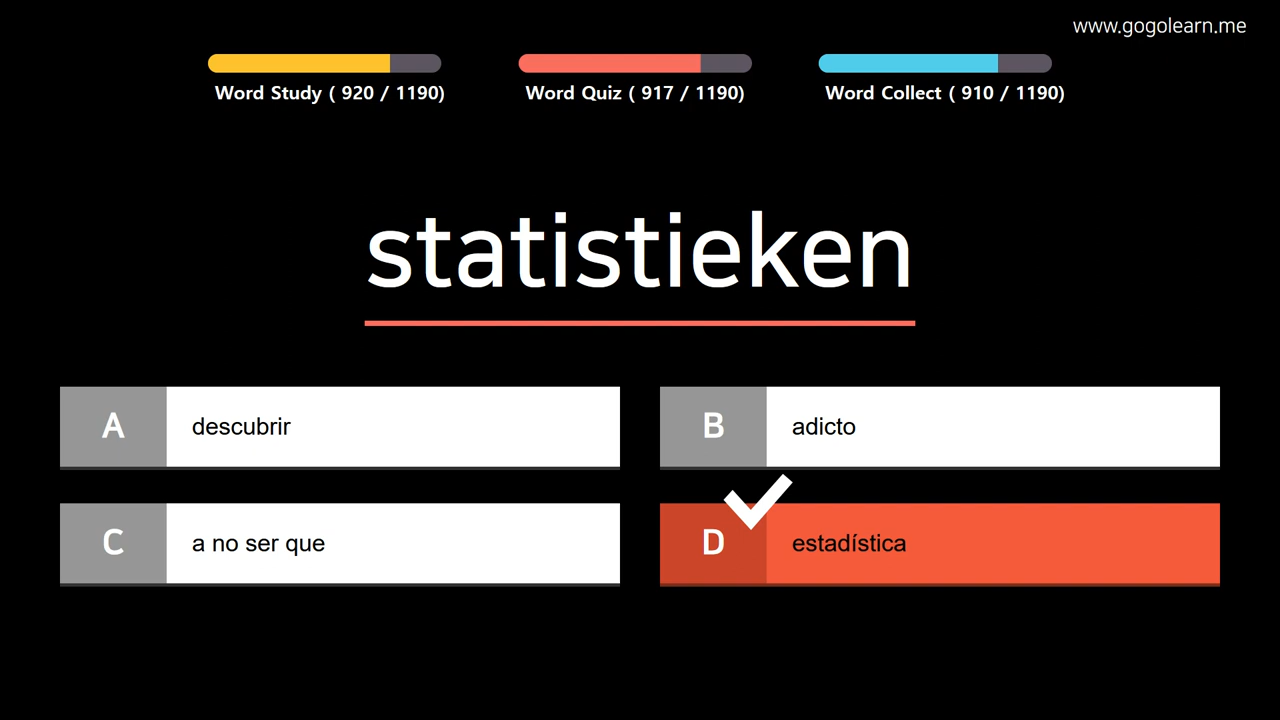 www.gogolearn.me
Word Study ( 920 / 1190)
Word Quiz ( 917 / 1190)
Word Collect ( 910 / 1190)
statistieken
A descubrir
B adicto
C a no ser que
D estadística